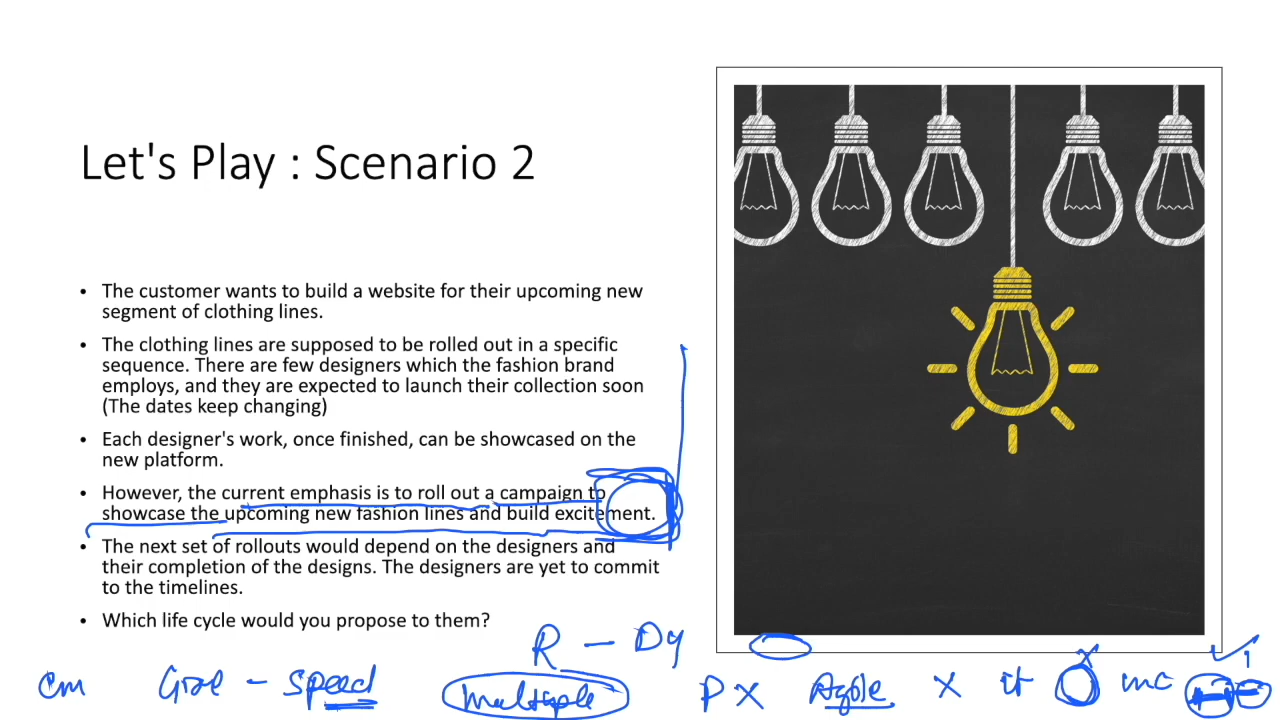 Let's Play : Scenario 2
• The customer wants to build a website for their upcoming new
segment of clothing lines.
• The clothing lines are supposed to be rolled out in a specific
sequence. There are few designers which the fashion brand
employs, and they are expected to launch their collection soon
(The dates keep changing)
• Each designer's work, once finished, can be showcased on the
new platform.
• However, the current emphasis is to roll out a campaign to
showcase the upcoming new fashion lines and build excitement.
• The next set of rollouts would depend on the designers and
their completion of the designs. The designers are yet to commit
to the timelines.
• Which life cycle would you propose to them?
R - Dy
Goal - Speed multiple P X Agile X it inc